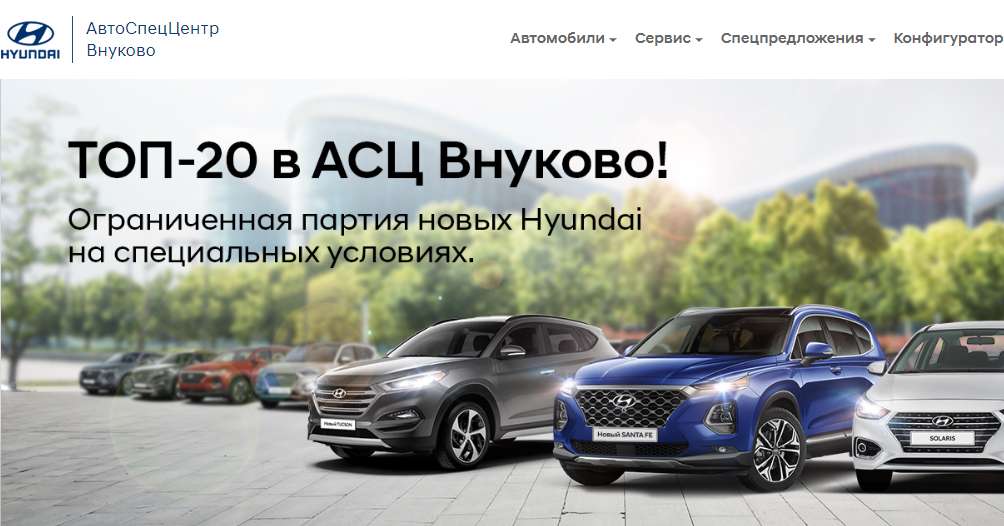 HYUNDAI
АвтоСпецЦентр
Внуково
Автомобили
Сервис
Спецпредложения
Конфигуратор
ТОП-20 в АСЦ Внуково!
Ограниченная партия новых Hyundai
на специальных условиях.
Новый TUCSON
Новый SANTA FE
SOLARIS